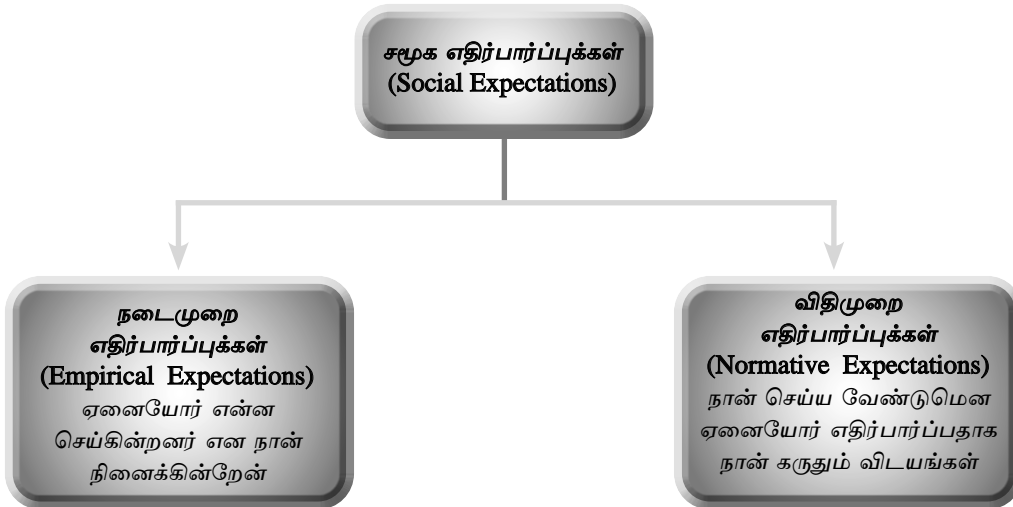 சமூக எதிர்பார்ப்புக்கள்
(Social Expectations)
நடைமுறை
எதிர்பார்ப்புக்கள்
(Empirical Expectations)
ஏனையோர் என்ன
செய்கின்றனர் என நான்
நினைக்கின்றேன்
விதிமுறை
எதிர்பார்ப்புக்கள்
(Normative Expectations)
நான் செய்ய வேண்டுமென
ஏனையோர் எதிர்பார்ப்பதாக
நான் கருதும் விடயங்கள்